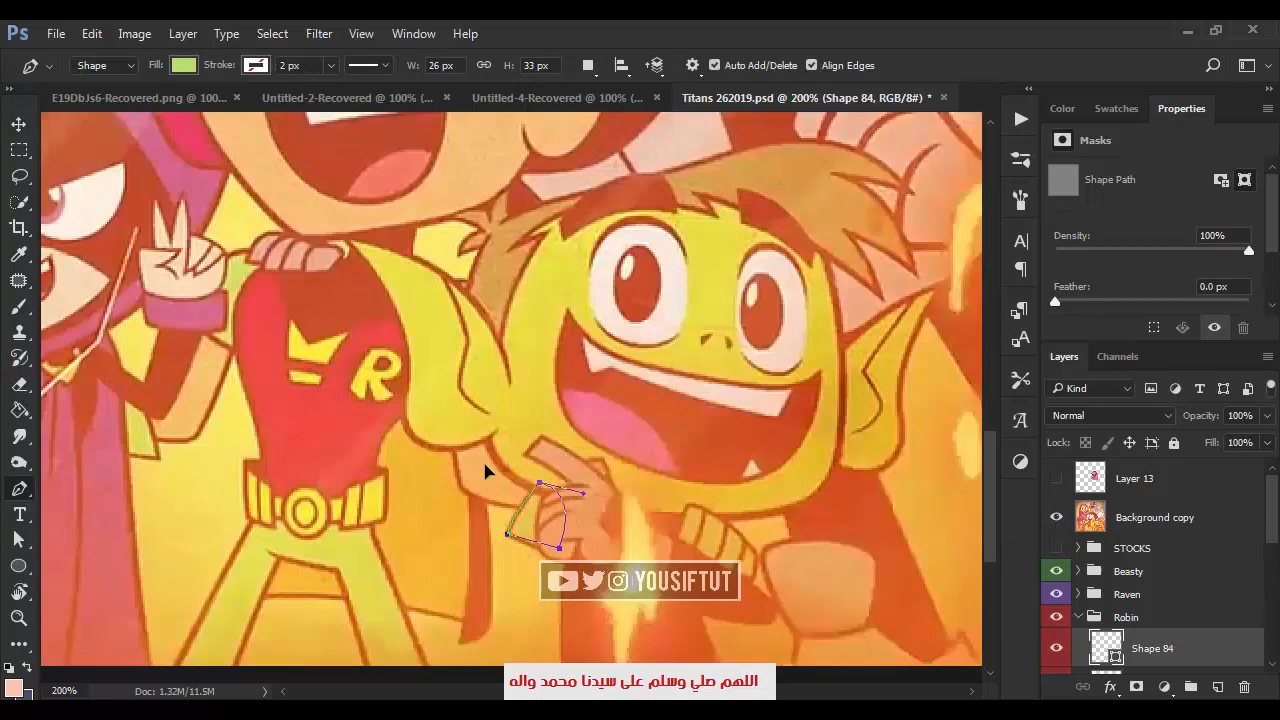 Ps File Edit Image Layer Type Select Filter View Window Help
Shape Fill: Stroke: 2 px W: 26 px H: 33 px Auto Add/Delete Align Edges
E19DbJs6-Recovered.png @ 100... Untitled-2-Recovered @ 100% (... Untitled-4-Recovered @ 100% (... Titans 262019.psd @ 200% (Shape 84, RGB/8#) *
Color Swatches Properties
Masks
Shape Path
Density: 100%
Feather: 0.0 px
Layers Channels
Kind
Normal Opacity: 100%
Lock: Fill: 100%
Layer 13
Background copy
STOCKS
Beasty
Raven
Robin
Shape 84
R
YOUSIFTUT
200% Doc: 1.32M/11.5M
اللهم صلي وسلم على سيدنا محمد واله